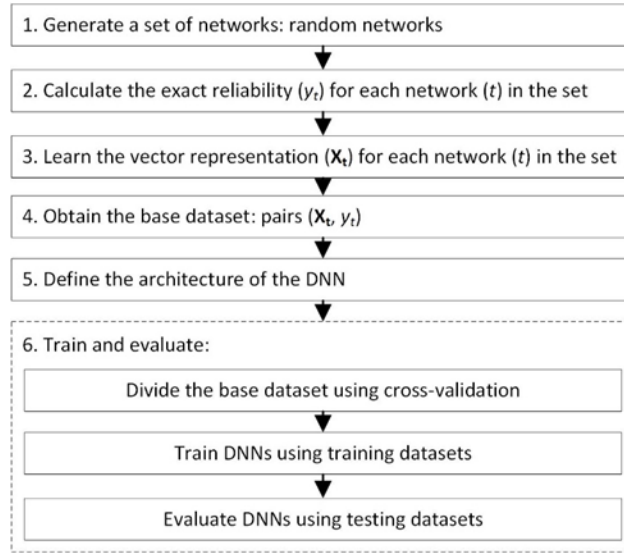 1. Generate a set of networks: random networks
2. Calculate the exact reliability (yt) for each network (t) in the set
3. Learn the vector representation (Xt) for each network (t) in the set
4. Obtain the base dataset: pairs (Xt, yt)
5. Define the architecture of the DNN
6. Train and evaluate:
Divide the base dataset using cross-validation
Train DNNs using training datasets
Evaluate DNNs using testing datasets